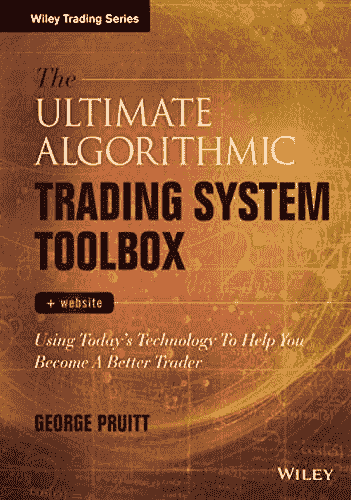 Wiley Trading Series
The
ULTIMATE
ALGORITHMIC
TRADING SYSTEM
TOOLBOX
+ website
Using Today's Technology To Help You
Become A Better Trader
GEORGE PRUITT
WILEY